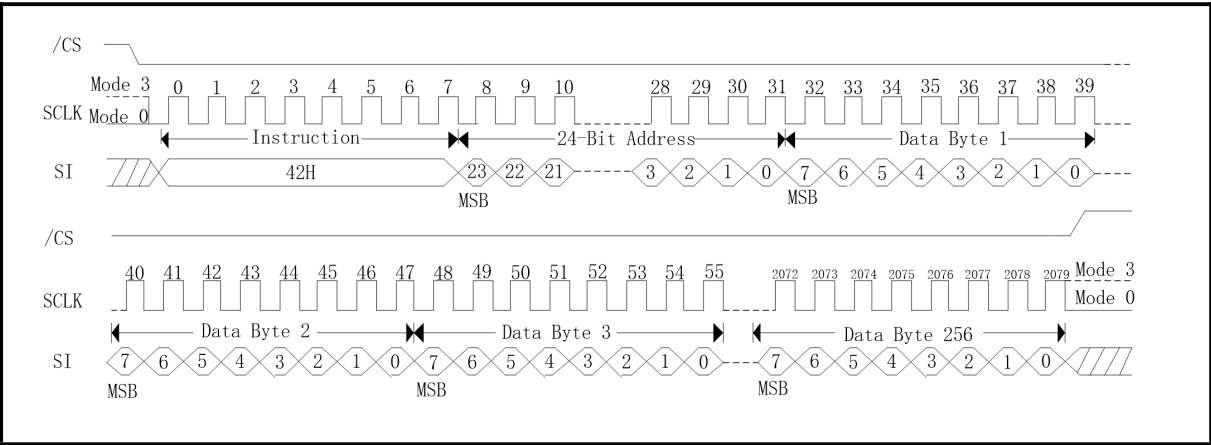 /CS
Mode 3 0 1 2 3 4 5 6 7 8 9 10 28 29 30 31 32 33 34 35 36 37 38 39
SCLK Mode 0
Instruction 24-Bit Address Data Byte 1
SI 42H 23 22 21 3 2 1 0 7 6 5 4 3 2 1 0
MSB MSB
/CS
40 41 42 43 44 45 46 47 48 49 50 51 52 53 54 55 2072 2073 2074 2075 2076 2077 2078 2079 Mode 3
SCLK Mode 0
Data Byte 2 Data Byte 3 Data Byte 256
SI 7 6 5 4 3 2 1 0 7 6 5 4 3 2 1 0 7 6 5 4 3 2 1 0
MSB MSB MSB